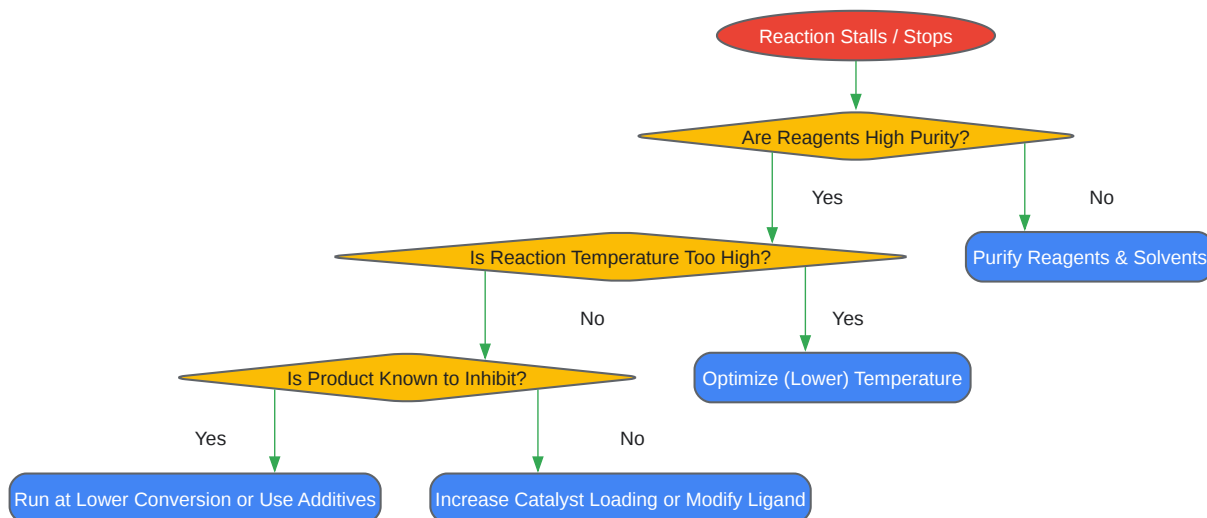 Reaction Stalls / Stops
Are Reagents High Purity?
Yes
No
Is Reaction Temperature Too High?
Purify Reagents & Solvents
No
Yes
Is Product Known to Inhibit?
Optimize (Lower) Temperature
Yes
No
Run at Lower Conversion or Use Additives
Increase Catalyst Loading or Modify Ligand